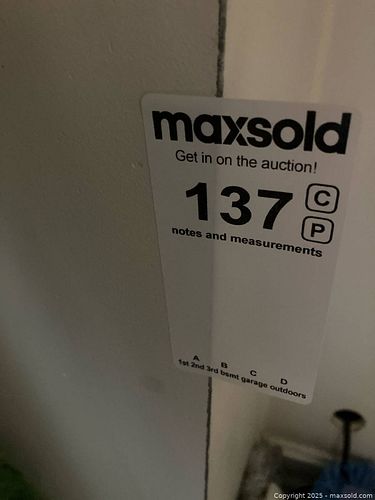 maxsold
Get in on the auction!
137 C
P
notes and measurements
A B C D
1st 2nd 3rd bsmt garage outdoors
Copyright 2025 - maxsold.com